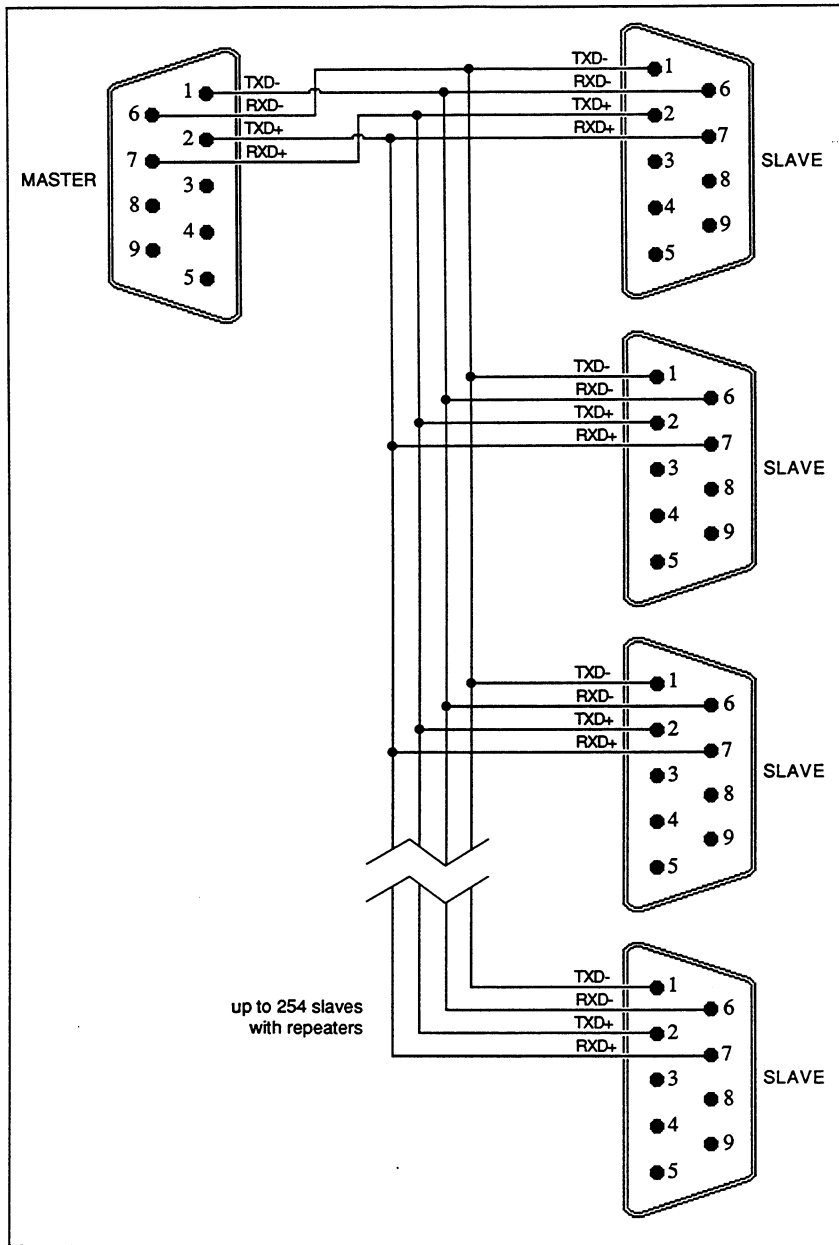 MASTER
1 TXD-
6 RXD-
2 TXD+
7 RXD+
3
8
4
9
5
TXD- 1
RXD- 6
TXD+ 2
RXD+ 7
3
8
4
9
5
SLAVE
TXD- 1
RXD- 6
TXD+ 2
RXD+ 7
3
8
4
9
5
SLAVE
TXD- 1
RXD- 6
TXD+ 2
RXD+ 7
3
8
4
9
5
SLAVE
up to 254 slaves
with repeaters
TXD- 1
RXD- 6
TXD+ 2
RXD+ 7
3
8
4
9
5
SLAVE